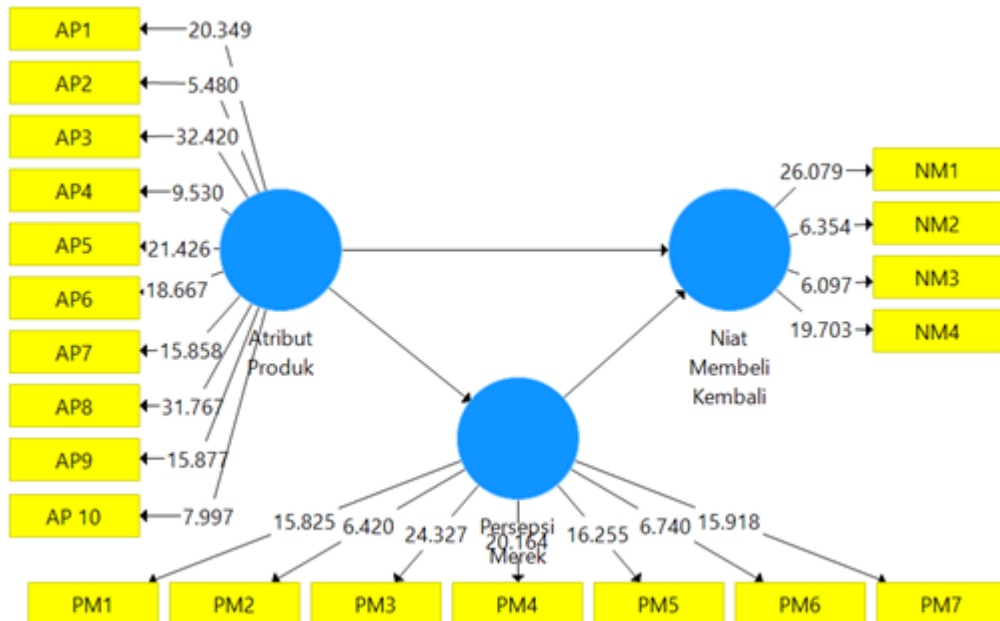 AP1
20.349
AP2
5.480
AP3
32.420
AP4
9.530
AP5
21.426
AP6
18.667
AP7
15.858
AP8
31.767
AP9
15.877
AP 10
7.997
Atribut
Produk
26.079
NM1
6.354
NM2
6.097
NM3
19.703
NM4
Niat
Membeli
Kembali
Persepsi
Merek
15.825
6.420
24.327
20.164
16.255
6.740
15.918
PM1
PM2
PM3
PM4
PM5
PM6
PM7